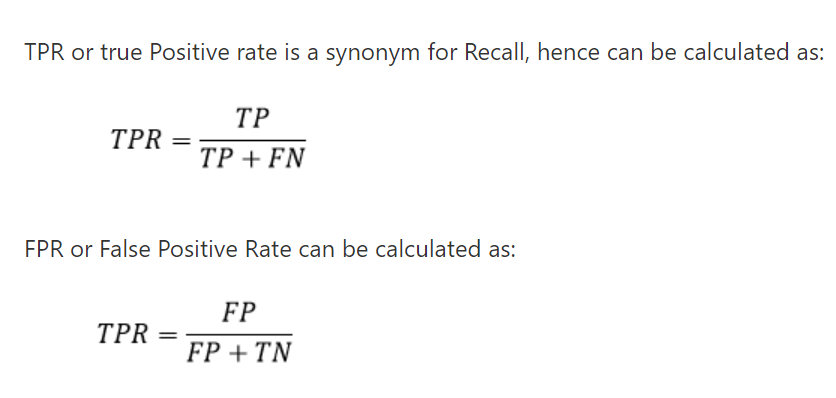 TPR or true Positive rate is a synonym for Recall, hence can be calculated as:
TPR = TP / TP + FN
FPR or False Positive Rate can be calculated as:
TPR = FP / FP + TN